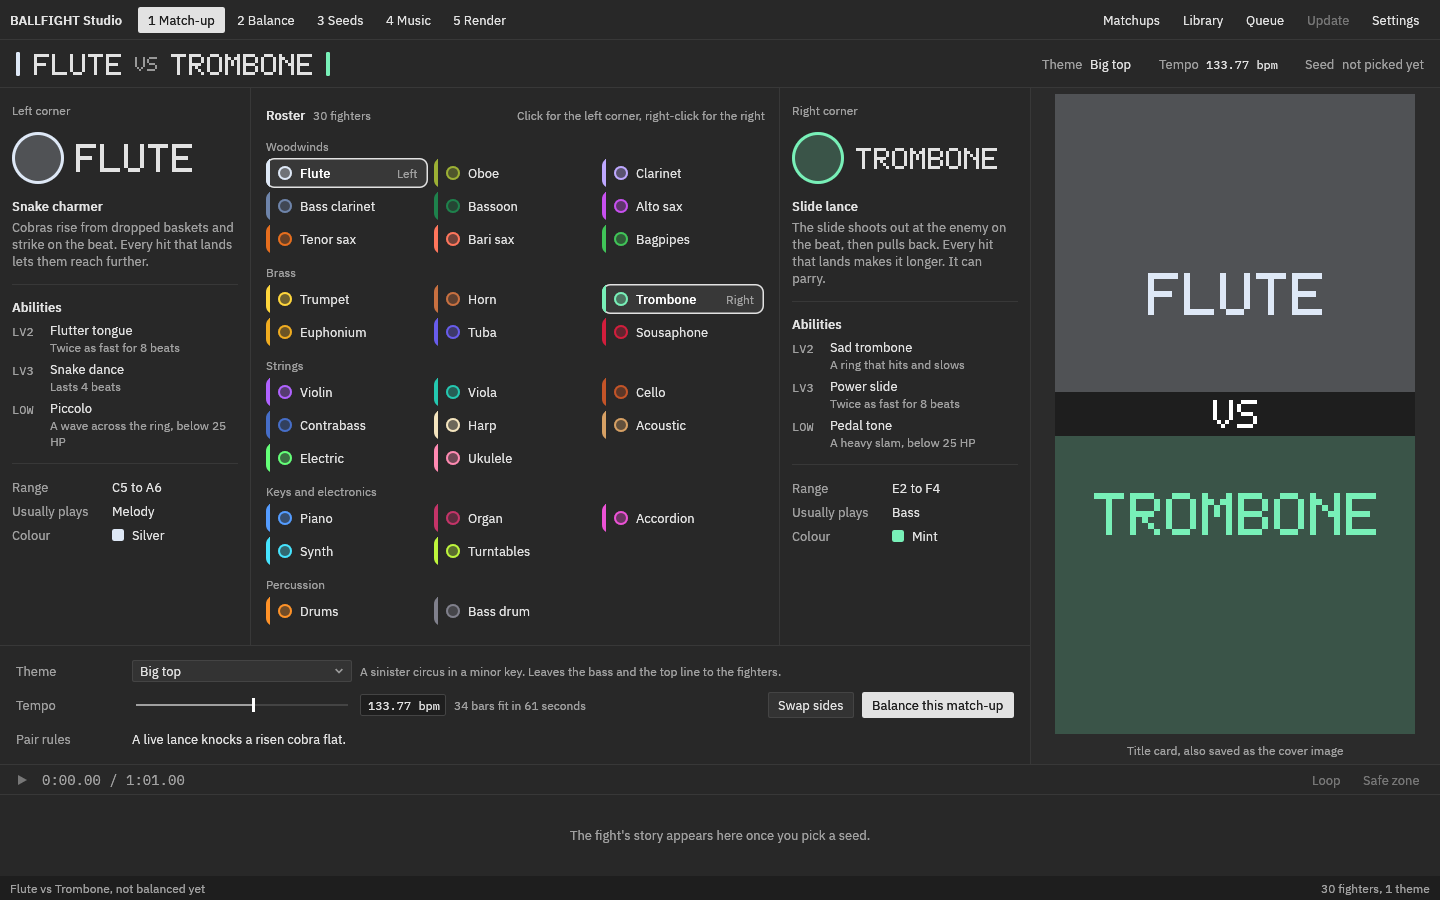 BALLFIGHT Studio 1 Match-up 2 Balance 3 Seeds 4 Music 5 Render Matchups Library Queue Update Settings
FLUTE VS TROMBONE Theme Big top Tempo 133.77 bpm Seed not picked yet
Left corner
FLUTE
Snake charmer
Cobras rise from dropped baskets and
strike on the beat. Every hit that lands
lets them reach further.
Abilities
LV2 Flutter tongue
Twice as fast for 8 beats
LV3 Snake dance
Lasts 4 beats
LOW Piccolo
A wave across the ring, below 25
HP
Range C5 to A6
Usually plays Melody
Colour Silver
Roster 30 fighters Click for the left corner, right-click for the right
Woodwinds
Flute Left Oboe Clarinet
Bass clarinet Bassoon Alto sax
Tenor sax Bari sax Bagpipes
Brass
Trumpet Horn Trombone Right
Euphonium Tuba Sousaphone
Strings
Violin Viola Cello
Contrabass Harp Acoustic
Electric Ukulele
Keys and electronics
Piano Organ Accordion
Synth Turntables
Percussion
Drums Bass drum
Right corner
TROMBONE
Slide lance
The slide shoots out at the enemy on
the beat, then pulls back. Every hit
that lands makes it longer. It can
parry.
Abilities
LV2 Sad trombone
A ring that hits and slows
LV3 Power slide
Twice as fast for 8 beats
LOW Pedal tone
A heavy slam, below 25 HP
Range E2 to F4
Usually plays Bass
Colour Mint
FLUTE
VS
TROMBONE
Title card, also saved as the cover image
Theme Big top A sinister circus in a minor key. Leaves the bass and the top line to the fighters.
Tempo 133.77 bpm 34 bars fit in 61 seconds Swap sides Balance this match-up
Pair rules A live lance knocks a risen cobra flat.
0:00.00 / 1:01.00 Loop Safe zone
The fight's story appears here once you pick a seed.
Flute vs Trombone, not balanced yet 30 fighters, 1 theme